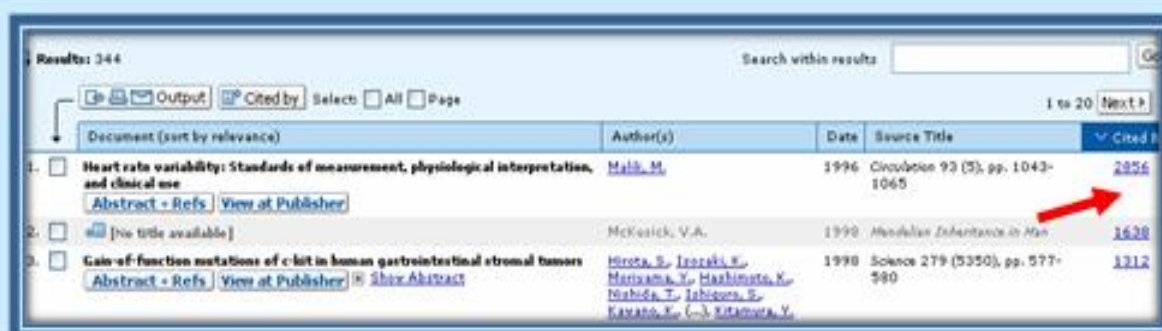 Results: 344 Search within results Go
Output Cited by Select: All Page 1 to 20 Next
Document (sort by relevance) Author(s) Date Source Title Cited
1. Heart rate variability: Standards of measurement, physiological interpretation, Malik, M. 1996 Circulation 93 (5), pp. 1043- 2856
and clinical use 1065
Abstract + Refs View at Publisher
2. [No title available] McKusick, V.A. 1998 Mendelian Inheritance in Man 1638
3. Gain-of-function mutations of c-kit in human gastrointestinal stromal tumors Hirota, S., Isozaki, K., 1998 Science 279 (5350), pp. 577- 1312
Abstract + Refs View at Publisher Show Abstract Moriyama, Y., Hashimoto, K., 580
Nishida, T., Ishiguro, S.,
Kawano, K., (...), Kitamura, Y.